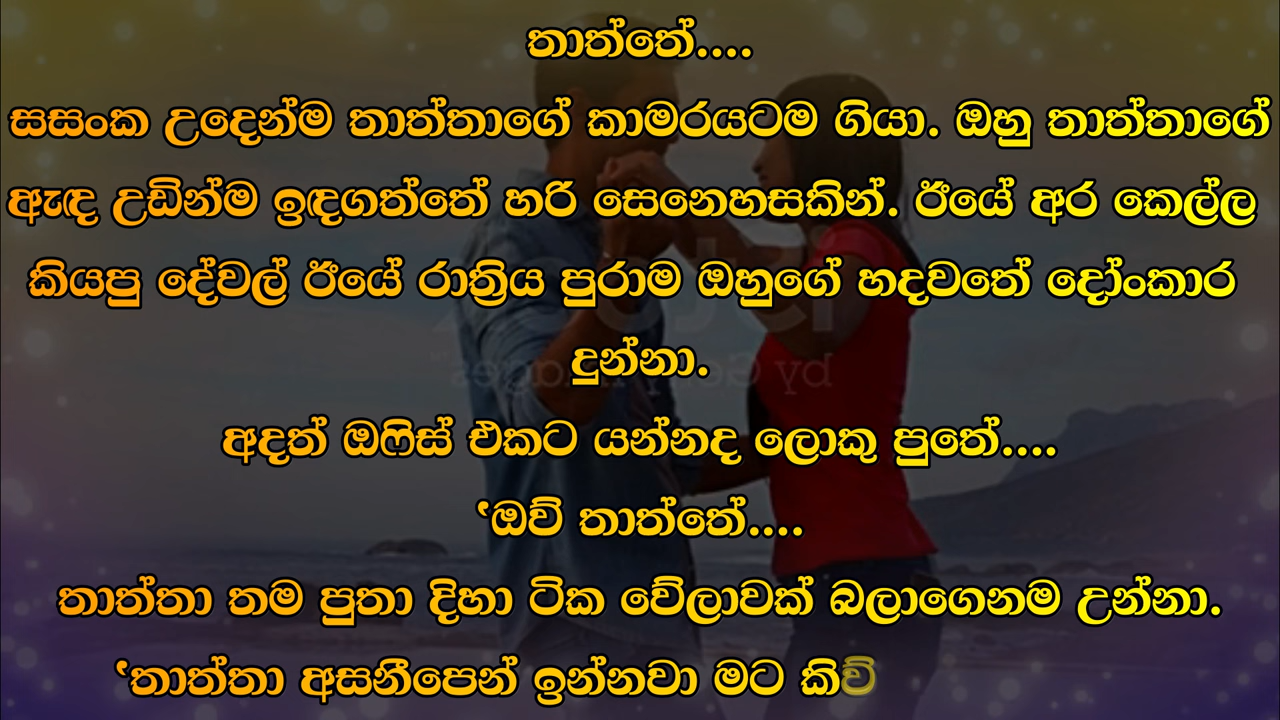 තාත්තේ....
සසංක උදෙන්ම තාත්තාගේ කාමරයටම ගියා. ඔහු තාත්තාගේ
ඇඳ උඩින්ම ඉඳගත්තේ හරි සෙනෙහසකින්. ඊයේ අර කෙල්ල
කියපු දේවල් ඊයේ රාත්‍රිය පුරාම ඔහුගේ හදවතේ දෝංකාර
දුන්නා.
අදත් ඔෆිස් එකට යන්නද ලොකු පුතේ....
‘ඔව් තාත්තේ....
තාත්තා තම පුතා දිහා ටික වේලාවක් බලාගෙනම උන්නා.
‘තාත්තා අසනීපෙන් ඉන්නවා මට කිව්